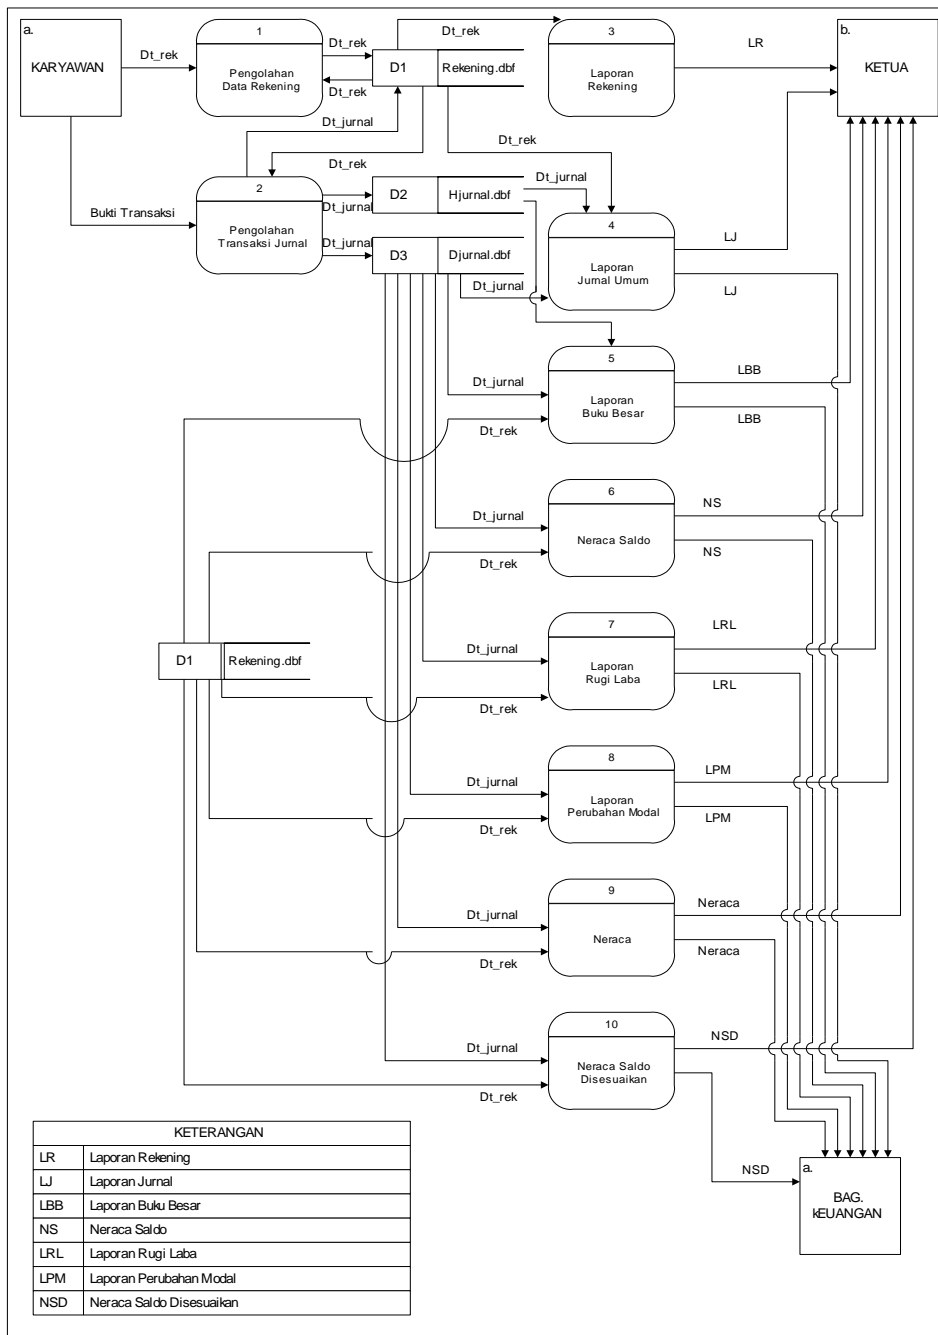 a.
KARYAWAN
Dt_rek
1
Pengolahan
Data Rekening
Dt_rek
Dt_rek
D1
Rekening.dbf
Dt_rek
3
Laporan
Rekening
LR
b.
KETUA
Dt_jurnal
Dt_rek
Dt_rek
Bukti Transaksi
2
Pengolahan
Transaksi Jurnal
Dt_jurnal
D2
Hjurnal.dbf
Dt_jurnal
Dt_jurnal
D3
Djurnal.dbf
Dt_jurnal
4
Laporan
Jurnal Umum
LJ
LJ
5
Laporan
Buku Besar
Dt_jurnal
Dt_rek
LBB
LBB
6
Neraca Saldo
Dt_jurnal
Dt_rek
NS
NS
D1
Rekening.dbf
7
Laporan
Rugi Laba
Dt_jurnal
Dt_rek
LRL
LRL
8
Laporan
Perubahan Modal
Dt_jurnal
Dt_rek
LPM
LPM
9
Neraca
Dt_jurnal
Dt_rek
Neraca
Neraca
10
Neraca Saldo
Disesuaikan
Dt_jurnal
Dt_rek
NSD
NSD
a.
BAG.
KEUANGAN
KETERANGAN
LR Laporan Rekening
LJ Laporan Jurnal
LBB Laporan Buku Besar
NS Neraca Saldo
LRL Laporan Rugi Laba
LPM Laporan Perubahan Modal
NSD Neraca Saldo Disesuaikan